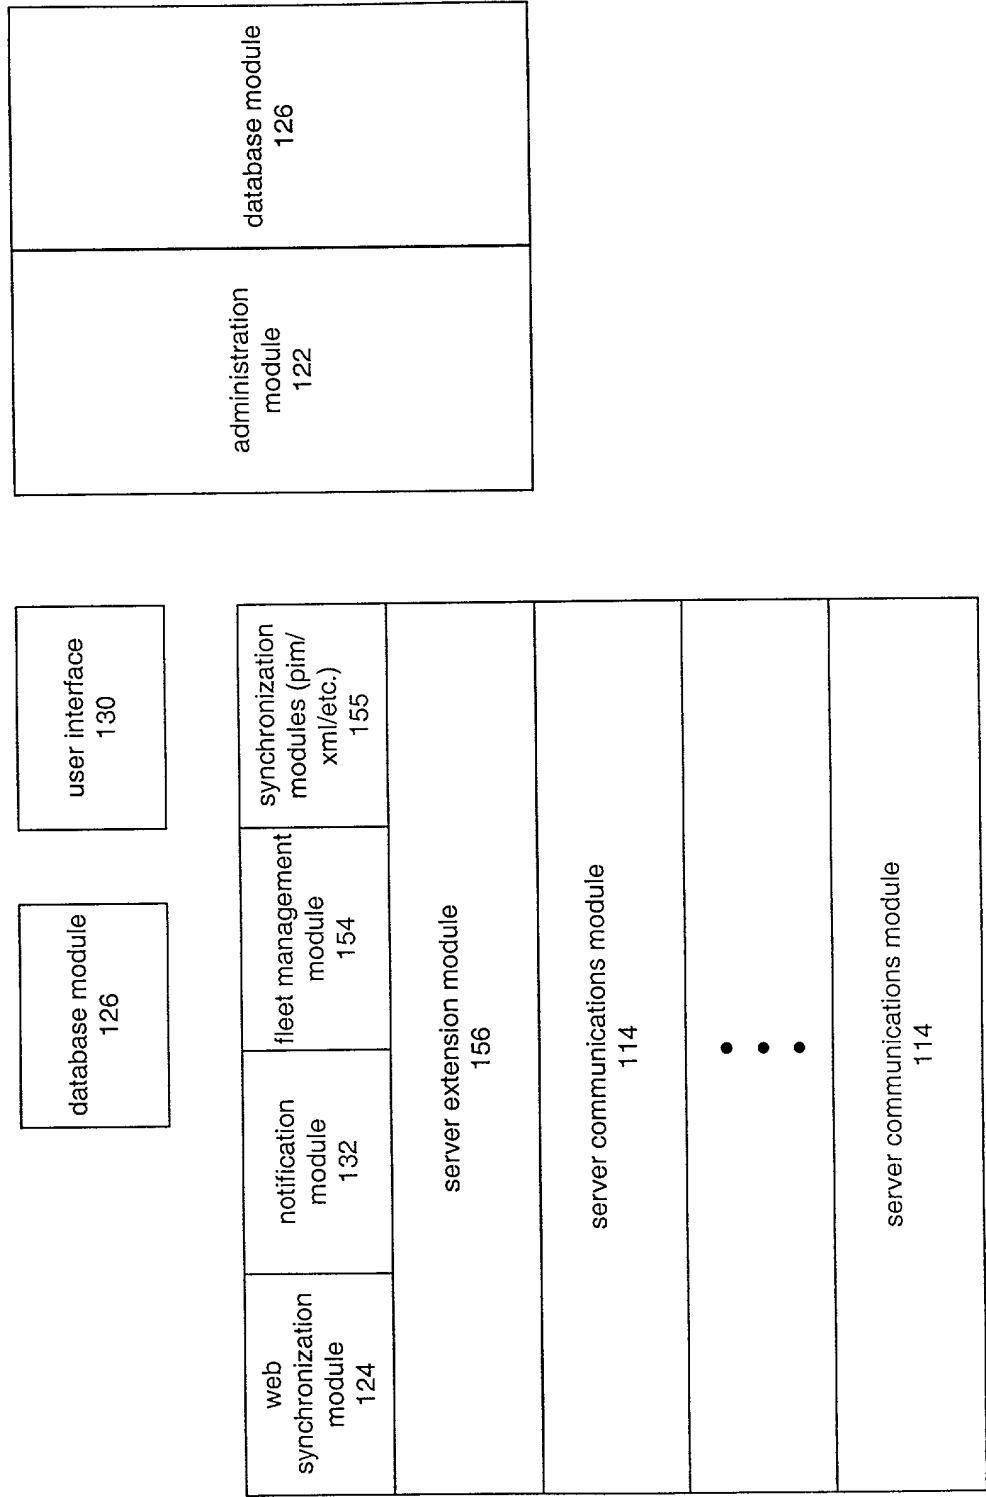 database module
126
user interface
130
web
synchronization
module
124
notification
module
132
fleet management
module
154
synchronization
modules (pim/
xml/etc.)
155
server extension module
156
server communications module
114
server communications module
114
administration
module
122
database module
126